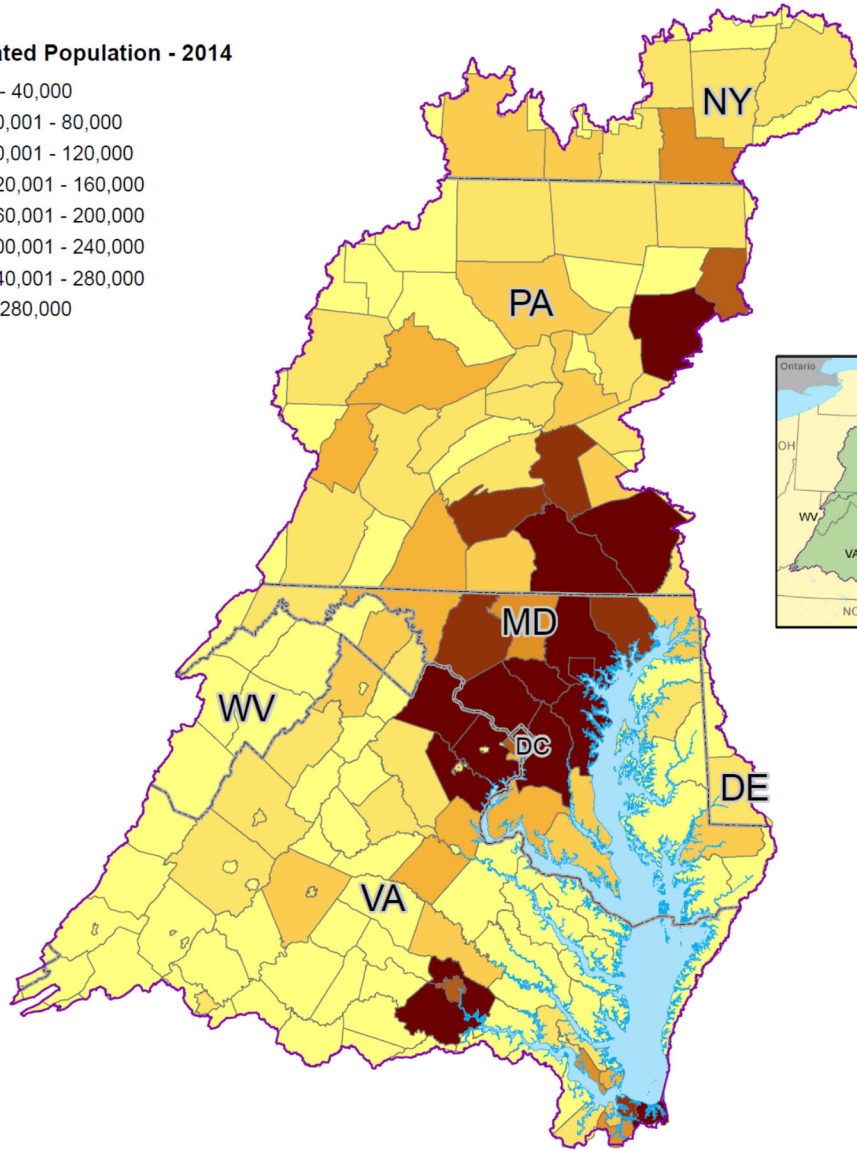 ated Population - 2014
- 40,000
0,001 - 80,000
0,001 - 120,000
20,001 - 160,000
60,001 - 200,000
00,001 - 240,000
40,001 - 280,000
280,000
NY
PA
Ontario
OH
WV
VA
NC
MD
WV
DC
DE
VA